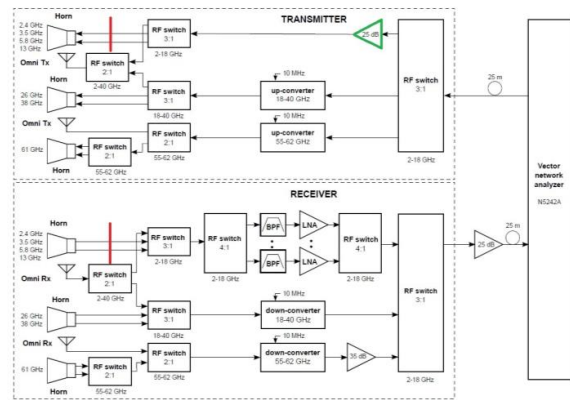 TRANSMITTER
Horn
2.4 GHz
3.5 GHz
5.8 GHz
13 GHz
RF switch
3:1
2-18 GHz
25 dB
RF switch
3:1
2-18 GHz
25 m
Omni Tx
RF switch
2:1
2-40 GHz
Horn
26 GHz
38 GHz
RF switch
3:1
18-40 GHz
10 MHz
up-converter
18-40 GHz
Omni Tx
RF switch
2:1
55-62 GHz
10 MHz
up-converter
55-62 GHz
61 GHz
RF switch
2:1
55-62 GHz
Horn
Vector
network
analyzer
N5242A
RECEIVER
Horn
2.4 GHz
3.5 GHz
5.8 GHz
13 GHz
RF switch
3:1
2-18 GHz
RF switch
4:1
2-18 GHz
BPF
LNA
BPF
LNA
RF switch
4:1
2-18 GHz
RF switch
3:1
2-18 GHz
25 dB
25 m
Omni Rx
RF switch
2:1
2-40 GHz
Horn
26 GHz
38 GHz
RF switch
3:1
18-40 GHz
10 MHz
down-converter
18-40 GHz
Omni Rx
RF switch
2:1
55-62 GHz
10 MHz
down-converter
55-62 GHz
35 dB
61 GHz
RF switch
2:1
55-62 GHz
Horn